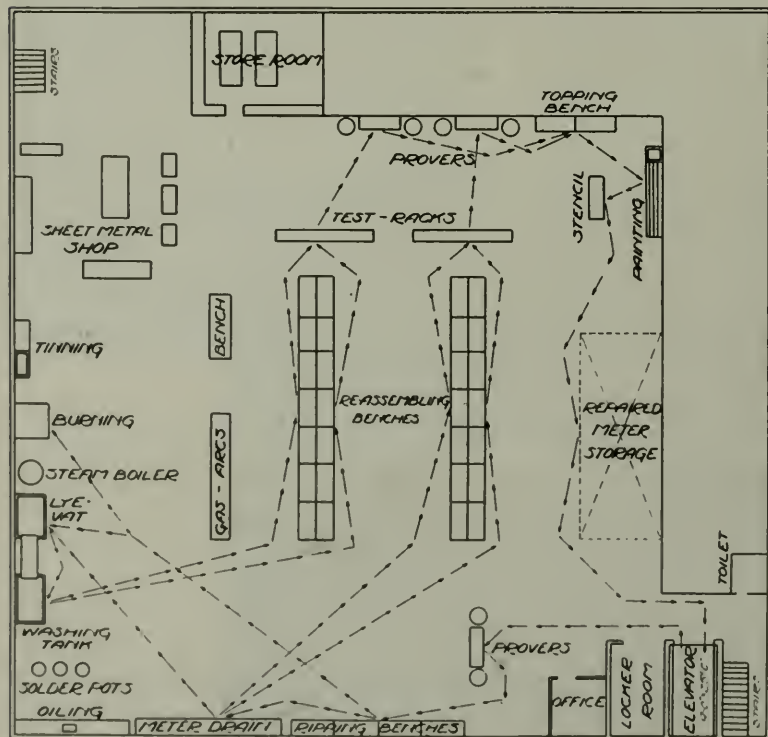 STAIRS
STORE ROOM
TOPPING
BENCH
PROVERS
STENCIL
PAINTING
TEST-RACKS
SHEET METAL
SHOP
BENCH
TINNING
REASSEMBLING
BENCHES
REPAIRED
METER
STORAGE
BURNING
STEAM BOILER
LYE-
VAT
GAS-ARCS
TOILET
WASHING
TANK
PROVERS
SOLDER POTS
OFFICE
LOCKER
ROOM
ELEVATOR
STAIRS
OILING
METER DRAIN
RIPPING BENCHES